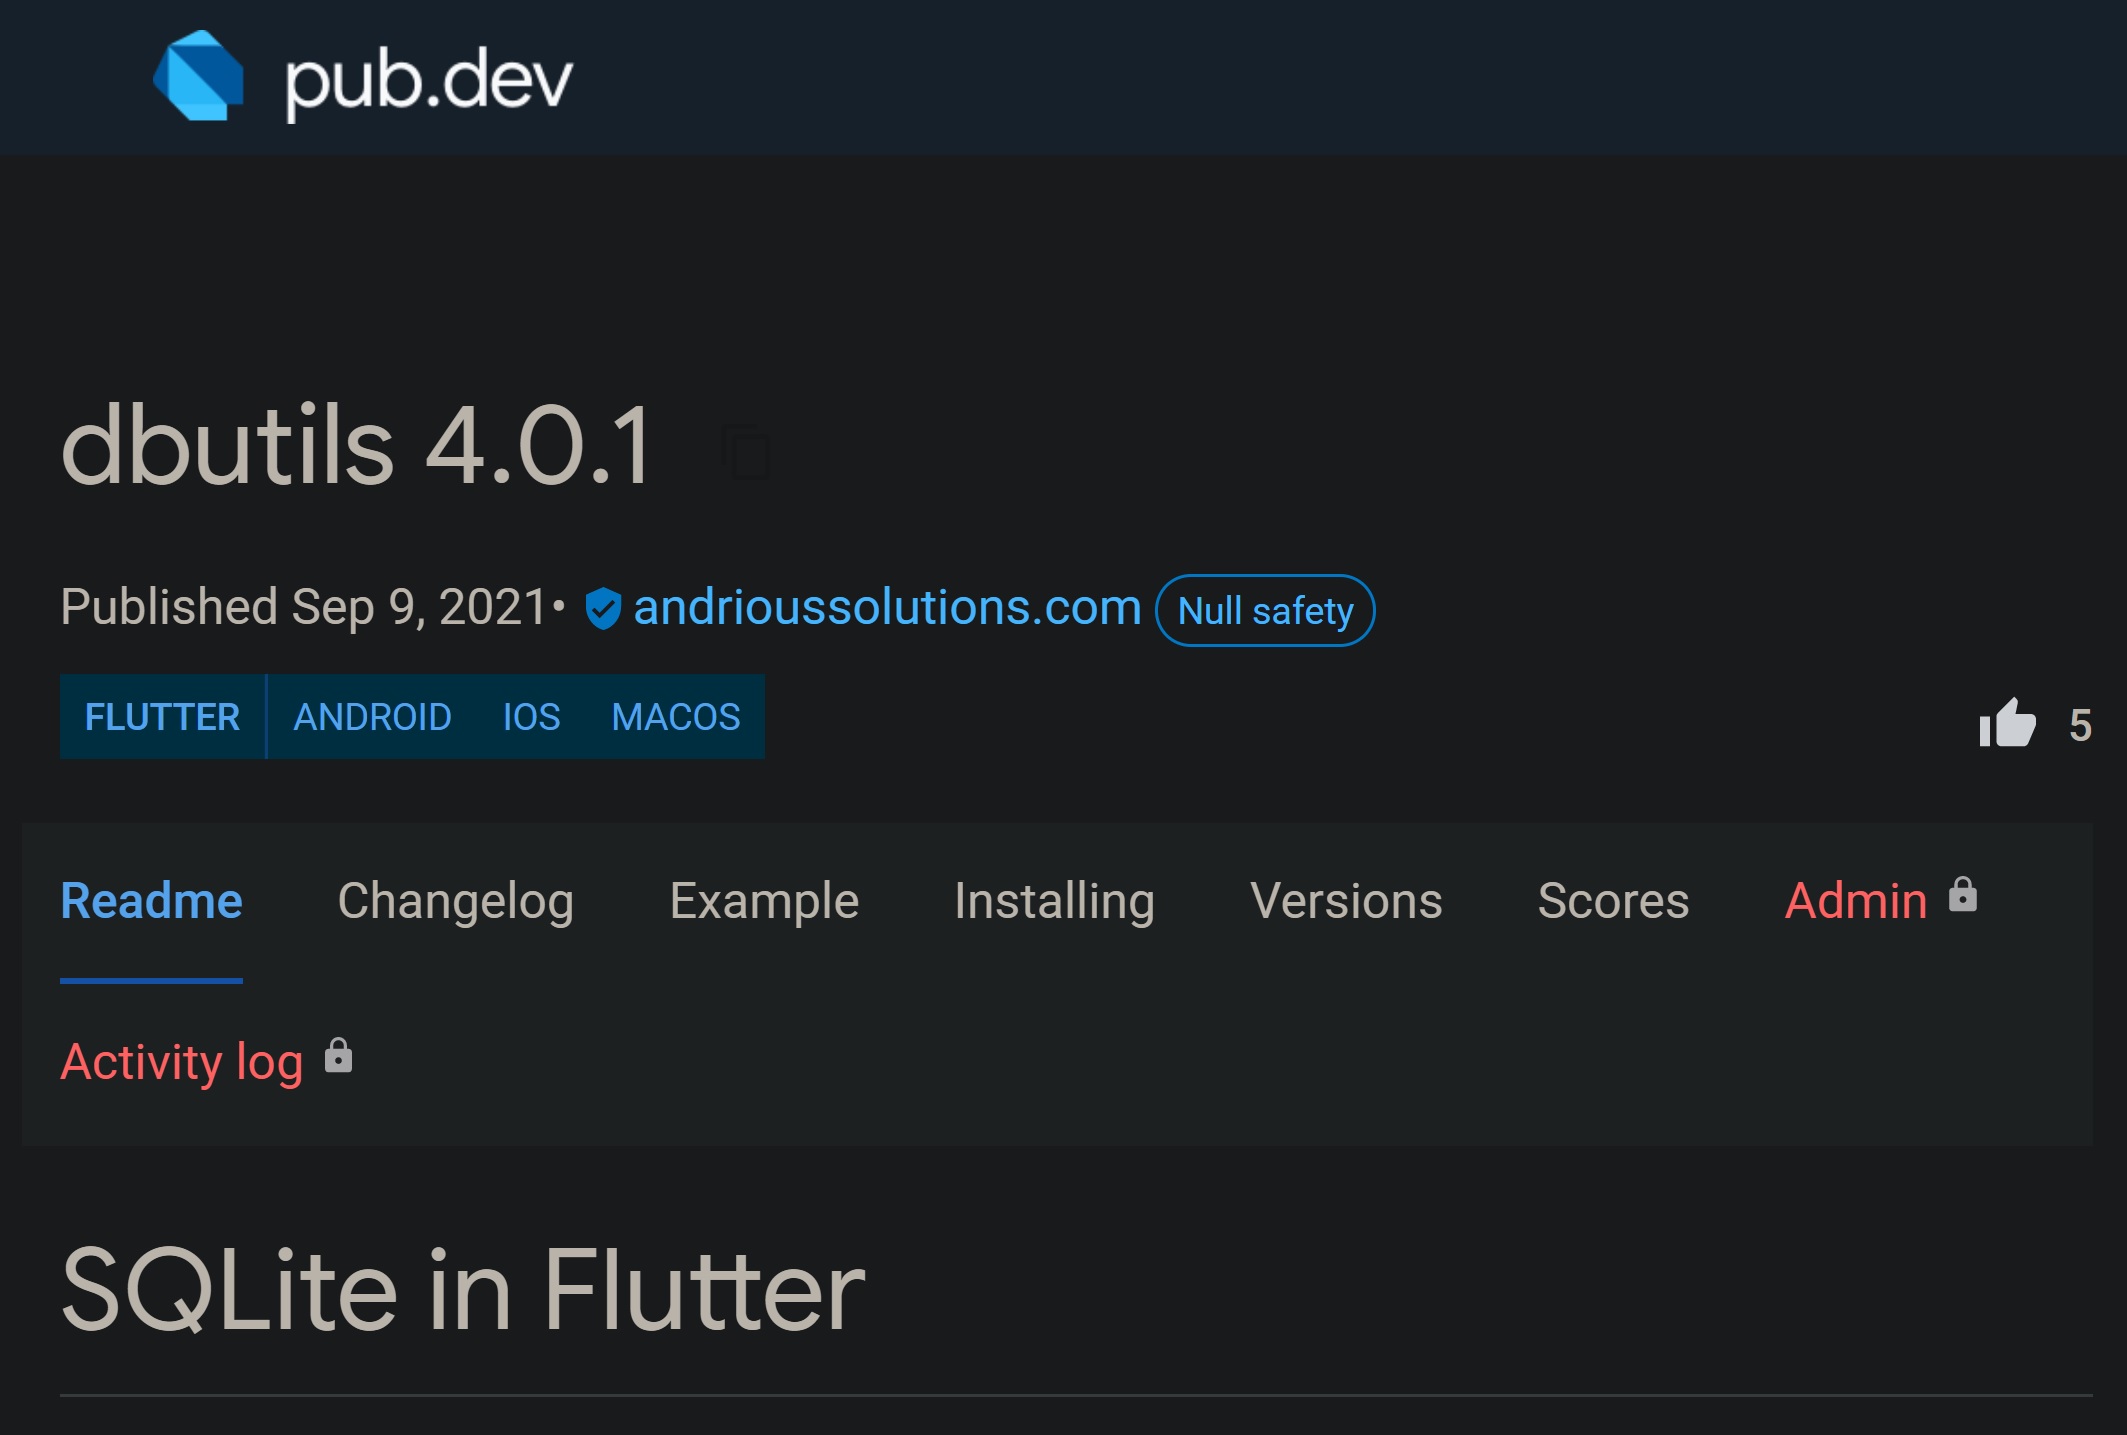 pub.dev
dbutils 4.0.1
Published Sep 9, 2021• andrioussolutions.com Null safety
FLUTTER ANDROID IOS MACOS
5
Readme Changelog Example Installing Versions Scores Admin
Activity log
SQLite in Flutter